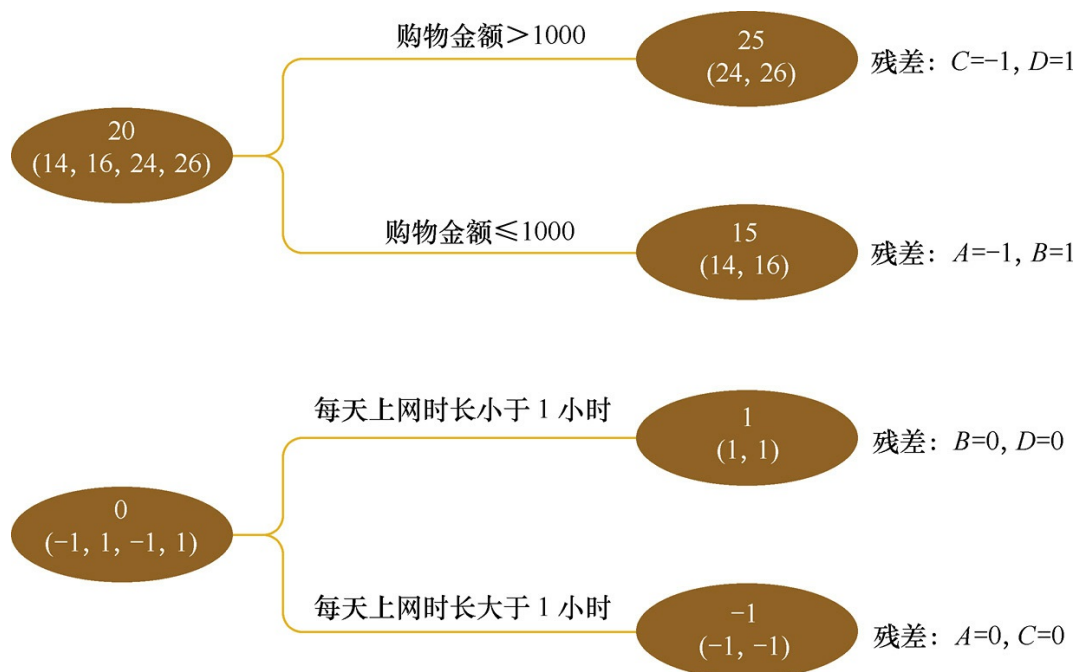 购物金额>1000
25
(24, 26)
残差：C=−1, D=1
20
(14, 16, 24, 26)
购物金额≤1000
15
(14, 16)
残差：A=−1, B=1
每天上网时长小于 1 小时
1
(1, 1)
残差：B=0, D=0
0
(−1, 1, −1, 1)
每天上网时长大于 1 小时
−1
(−1, −1)
残差：A=0, C=0